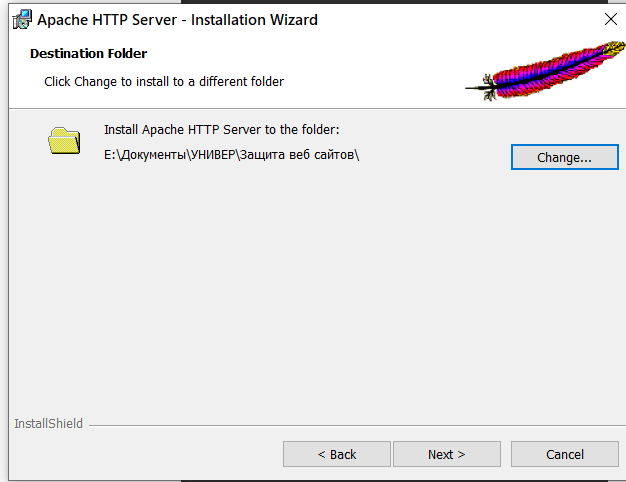 Apache HTTP Server - Installation Wizard
Destination Folder
Click Change to install to a different folder
Install Apache HTTP Server to the folder:
E:\Документы\УНИВЕР\Защита веб сайтов\
Change...
InstallShield
< Back
Next >
Cancel